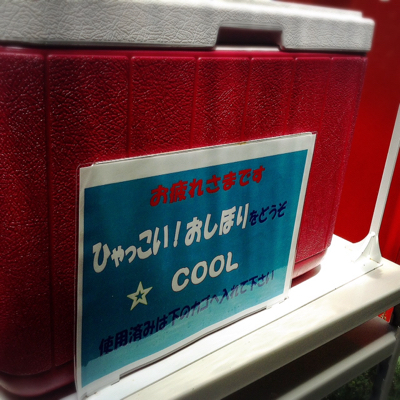 お疲れさまです
ひゃっこい！おしぼりをどうぞ
☆ COOL
使用済みは下のカゴへ入れて下さい